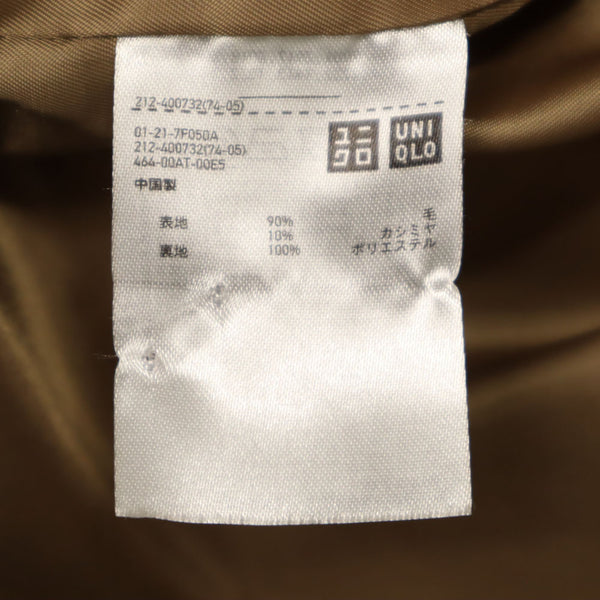 212-400732(74-05)
01-21-7F050A
212-400732(74-05)
464-00AT-00E5
中国製
ユニ
クロ
UNI
QLO
表地 90% 毛
10% カシミヤ
裏地 100% ポリエステル